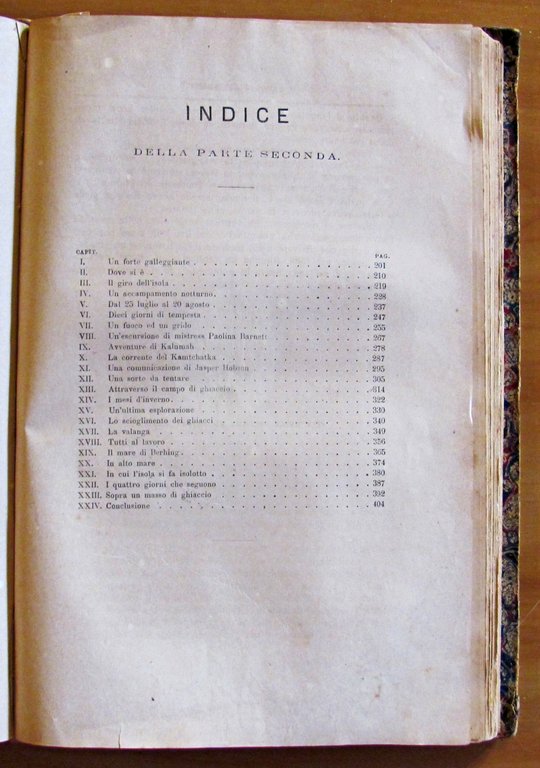 INDICE
DELLA PARTE SECONDA.
CAPIT. PAG.
I. Un forte galleggiante 201
II. Dove si è 210
III. Il giro dell'isola 219
IV. Un accampamento notturno 228
V. Dal 25 luglio al 20 agosto 237
VI. Dieci giorni di tempesta 247
VII. Un fuoco ed un grido 255
VIII. Un'escursione di mistress Paolina Barnett 267
IX. Avventure di Kalumah 278
X. La corrente del Kamtchatka 287
XI. Una comunicazione di Jasper Hobson 295
XII. Una sorte da tentare 305
XIII. Attraverso il campo di ghiaccio 314
XIV. I mesi d'inverno 322
XV. Un'ultima esplorazione 330
XVI. Lo scioglimento dei ghiacci 340
XVII. La valanga 349
XVIII. Tutti al lavoro 356
XIX. Il mare di Berhing 365
XX. In alto mare 374
XXI. In cui l'isola si fa isolotto 380
XXII. I quattro giorni che seguono 387
XXIII. Sopra un masso di ghiaccio 392
XXIV. Conclusione 404